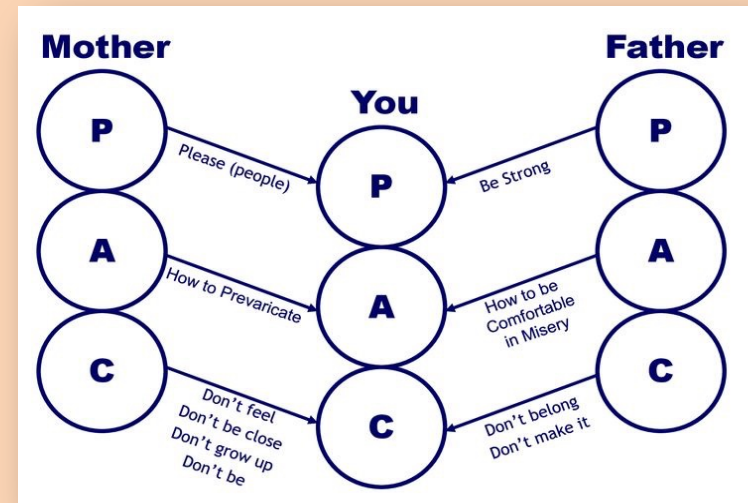 Mother
Father
You
P
P
P
Please (people)
Be Strong
A
A
A
How to Prevaricate
How to be
Comfortable
in Misery
C
C
C
Don't feel
Don't be close
Don't grow up
Don't be
Don't belong
Don't make it